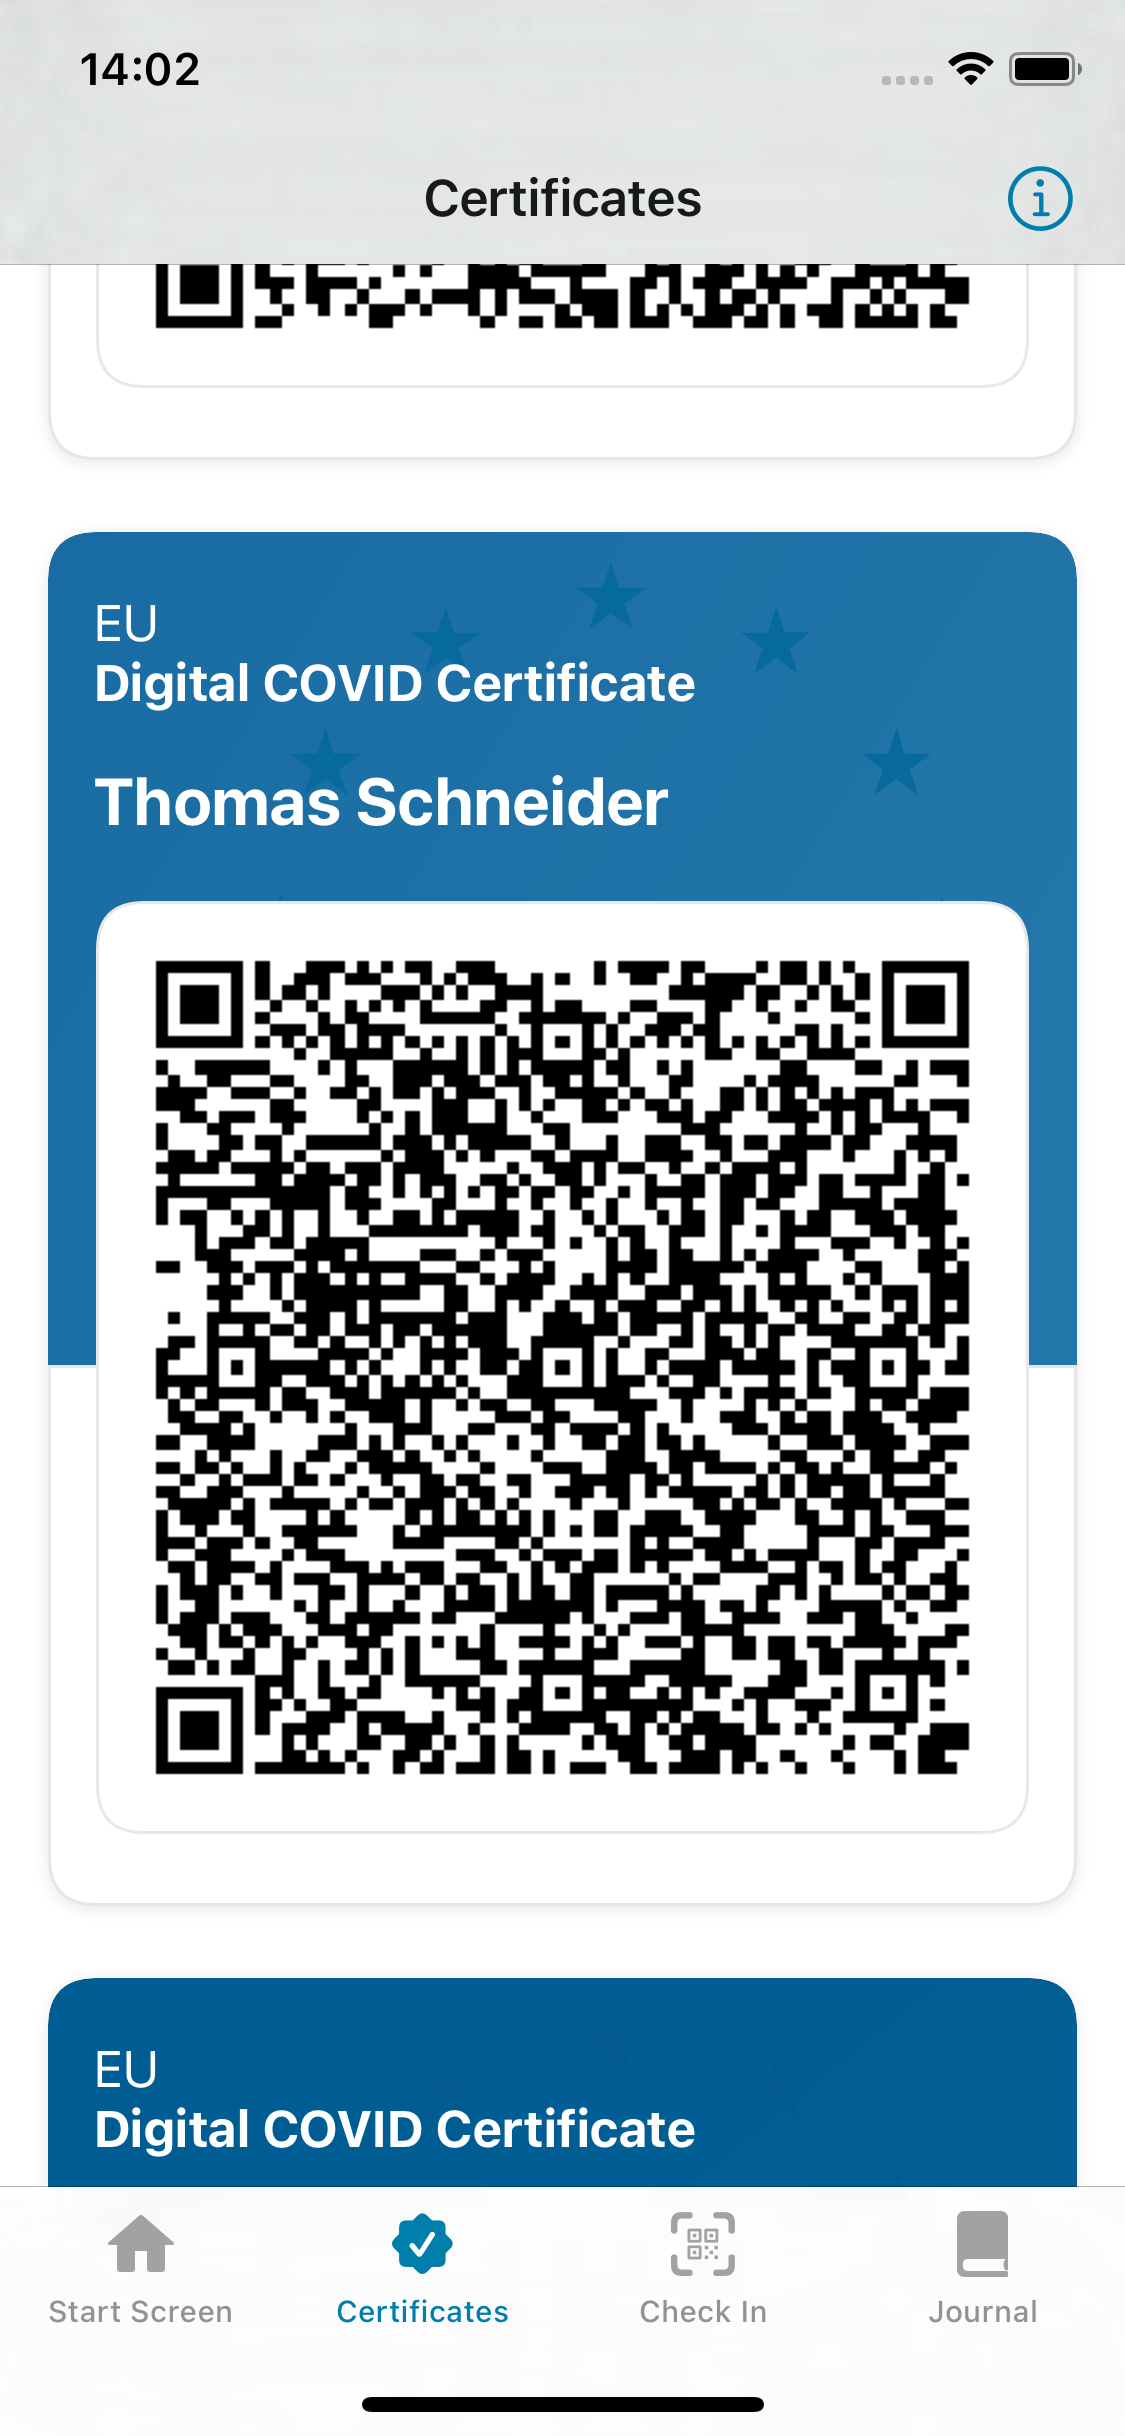 14:02
Certificates
EU
Digital COVID Certificate
Thomas Schneider
EU
Digital COVID Certificate
Start Screen
Certificates
Check In
Journal